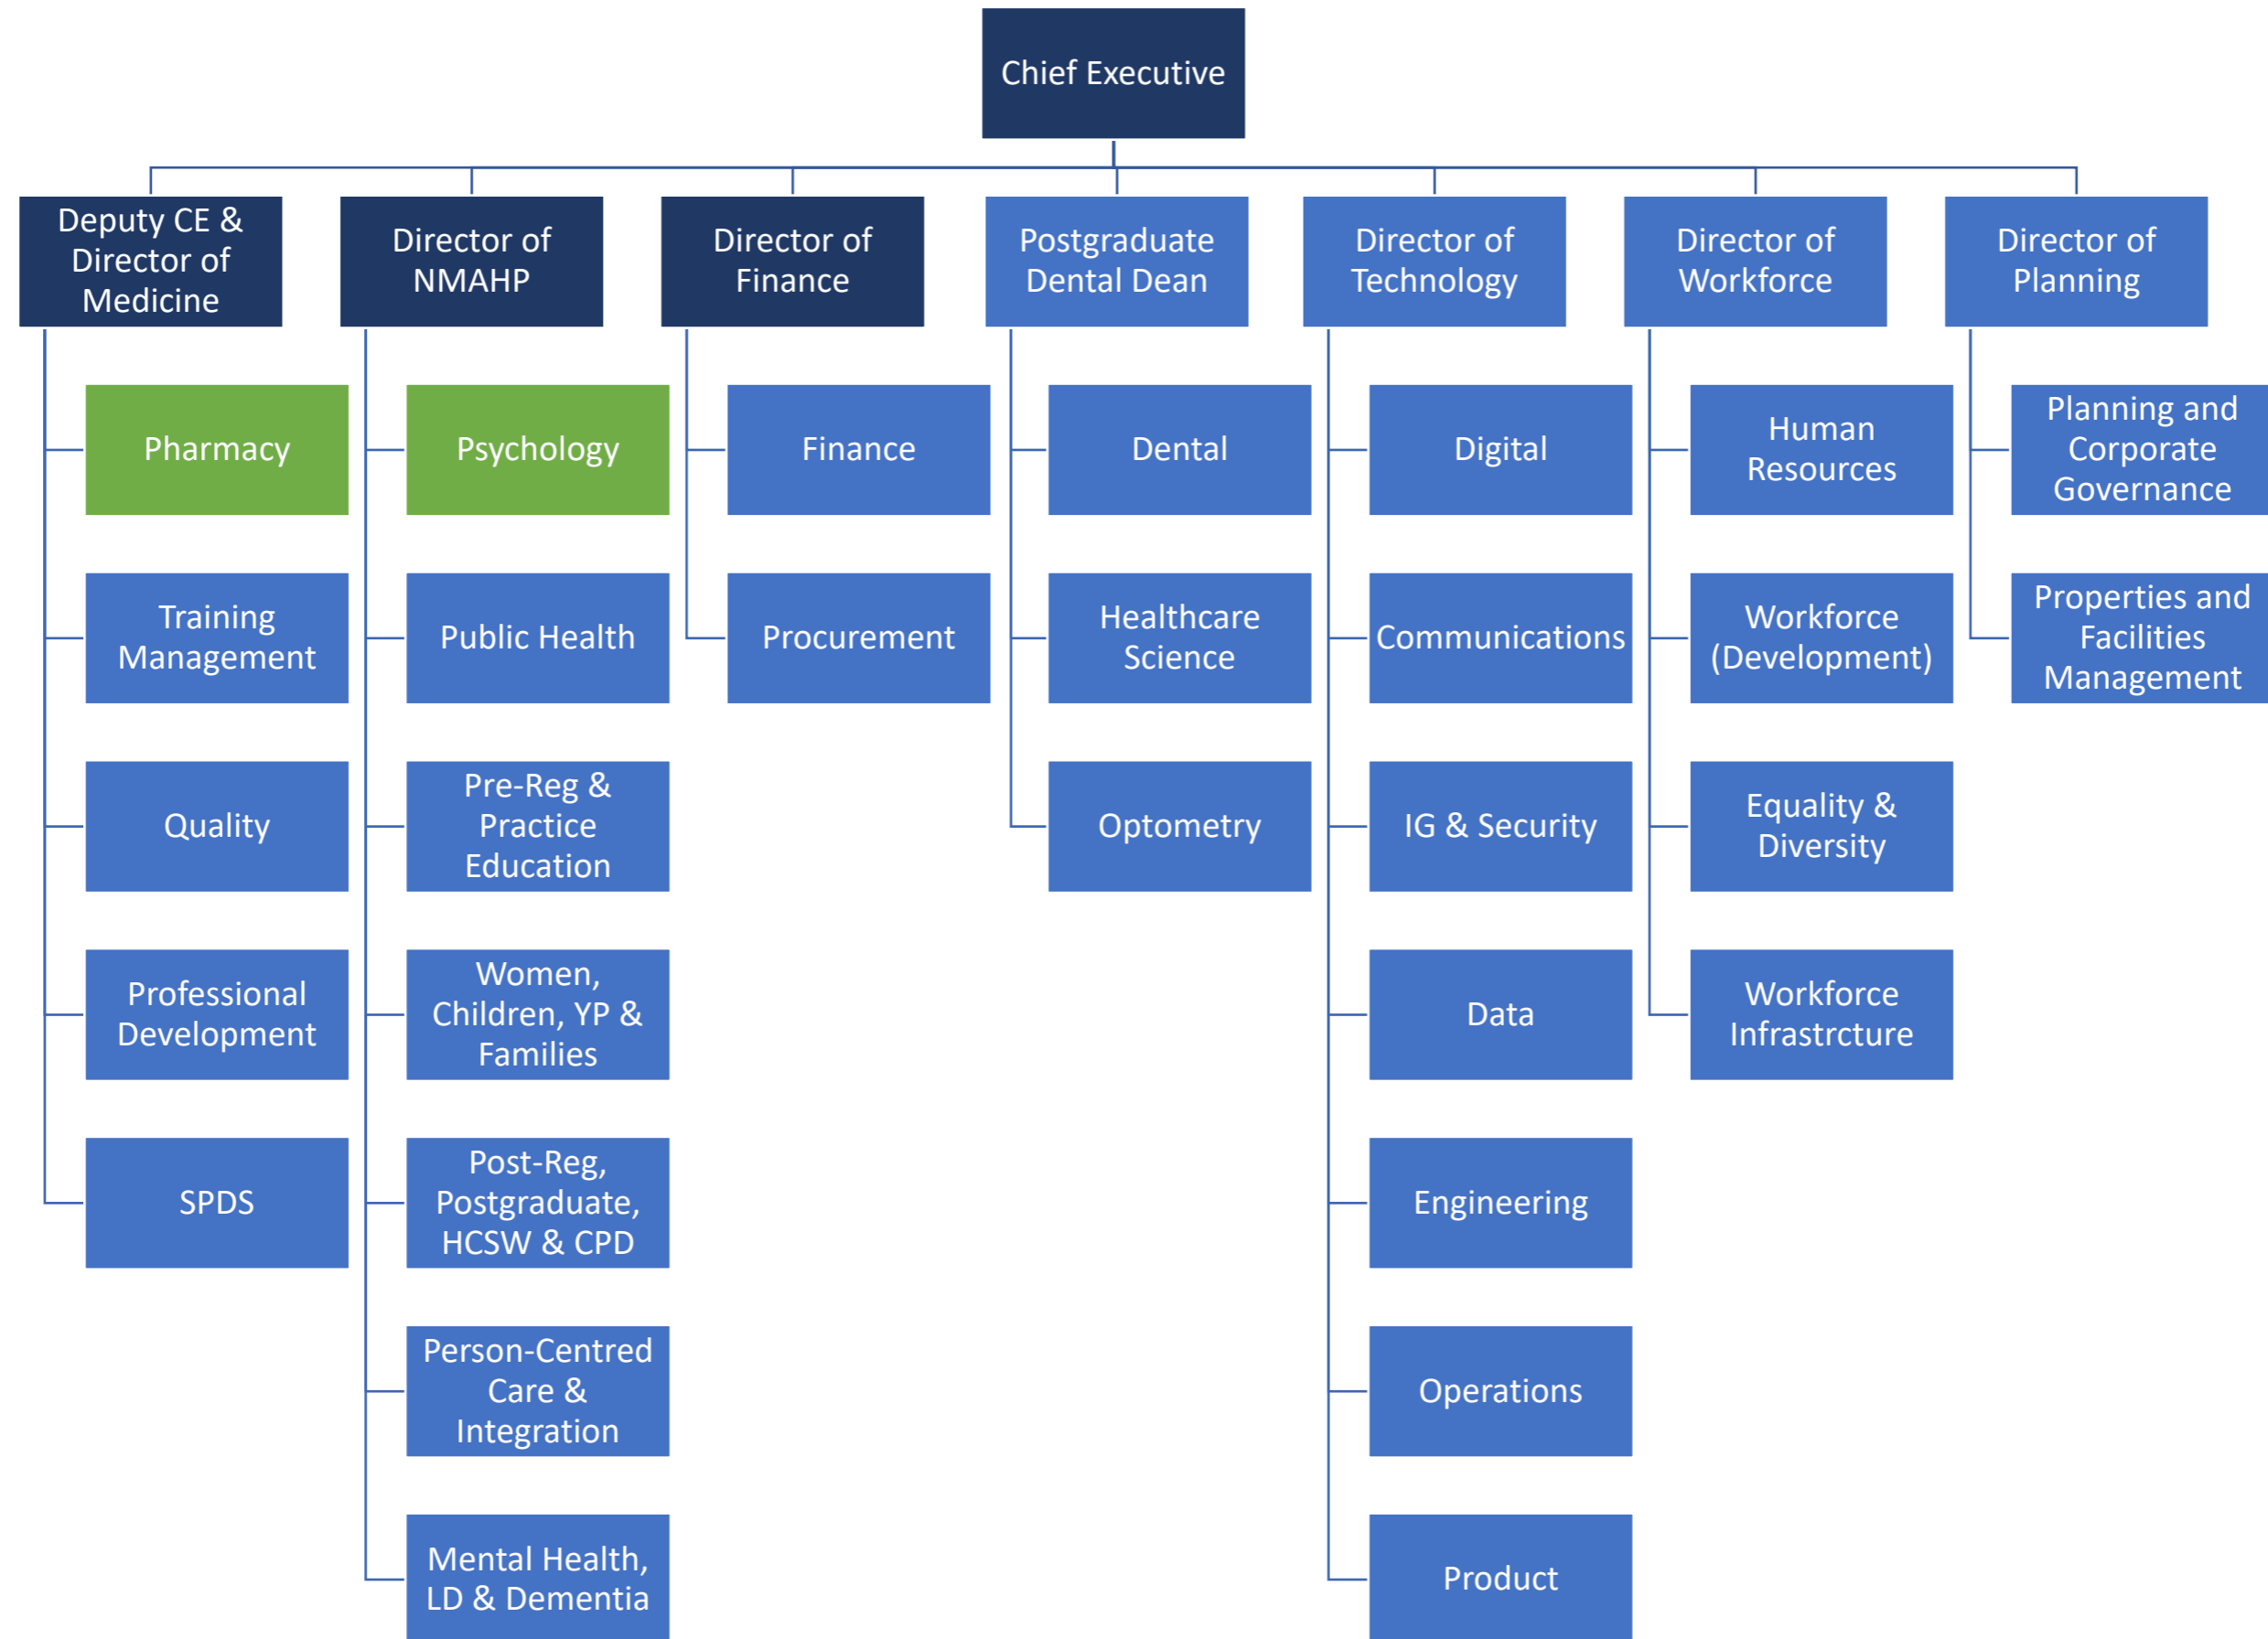 Chief Executive
Deputy CE &
Director of
Medicine
Director of
NMAHP
Director of
Finance
Postgraduate
Dental Dean
Director of
Technology
Director of
Workforce
Director of
Planning
Pharmacy
Training
Management
Quality
Professional
Development
SPDS
Psychology
Public Health
Pre-Reg &
Practice
Education
Women,
Children, YP &
Families
Post-Reg,
Postgraduate,
HCSW & CPD
Person-Centred
Care &
Integration
Mental Health,
LD & Dementia
Finance
Procurement
Dental
Healthcare
Science
Optometry
Digital
Communications
IG & Security
Data
Engineering
Operations
Product
Human
Resources
Workforce
(Development)
Equality &
Diversity
Workforce
Infrastrcture
Planning and
Corporate
Governance
Properties and
Facilities
Management